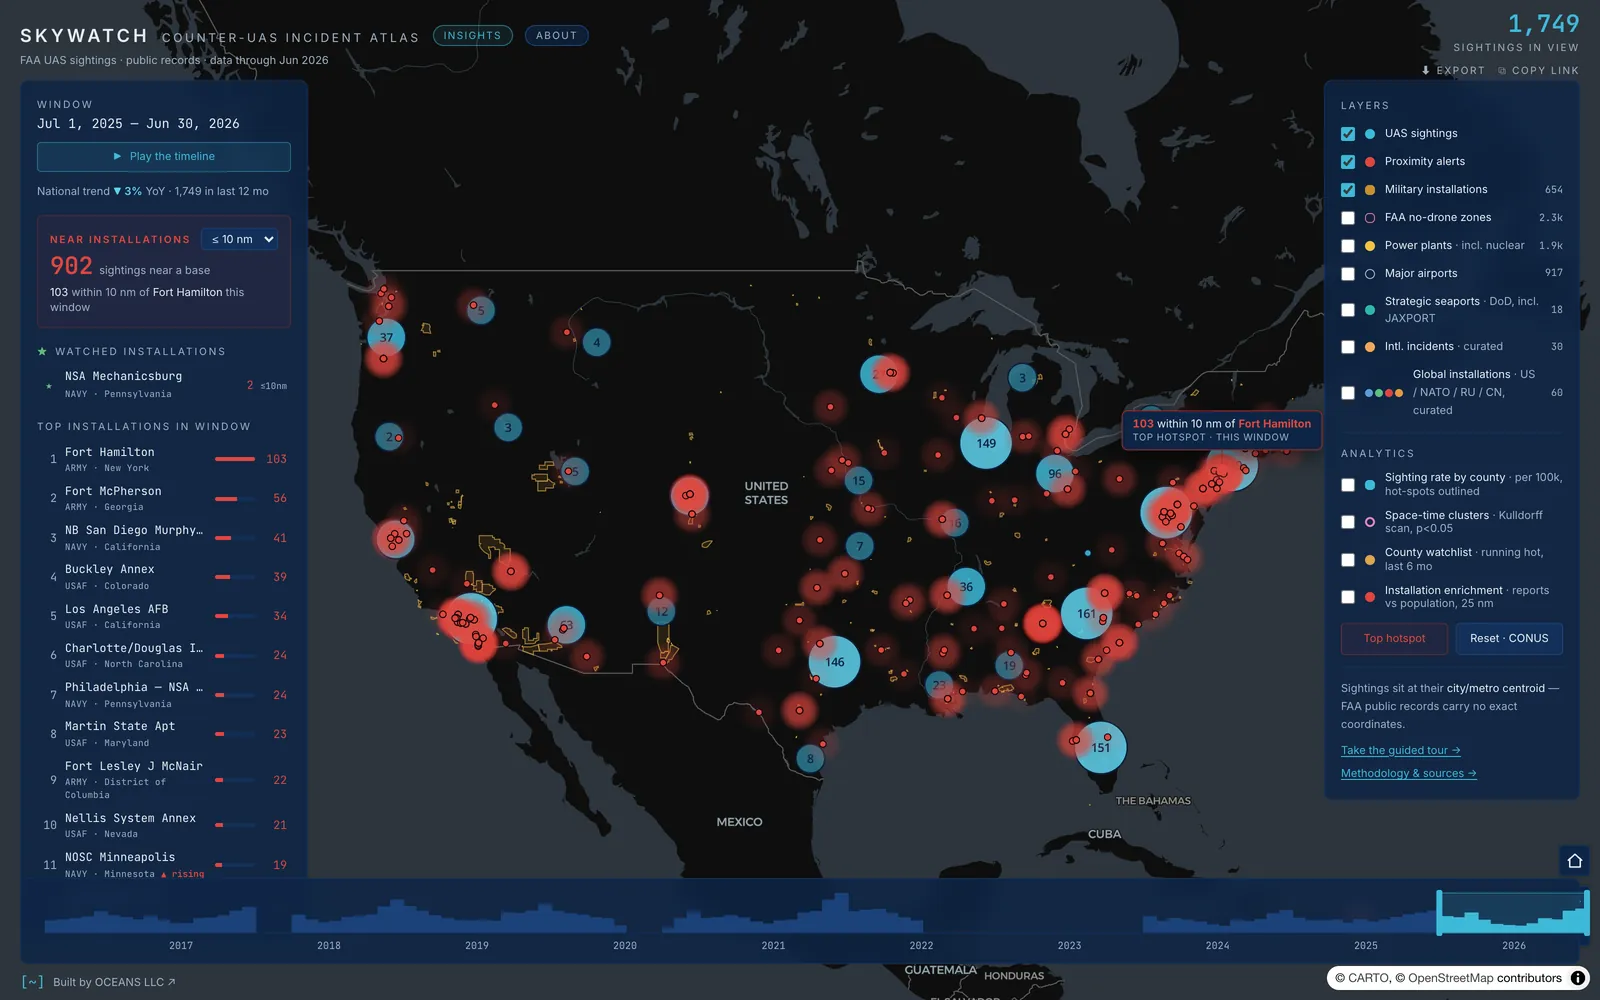 SKYWATCH COUNTER-UAS INCIDENT ATLAS INSIGHTS ABOUT
FAA UAS sightings · public records · data through Jun 2026
1,749
SIGHTINGS IN VIEW
⬇ EXPORT ⧉ COPY LINK
WINDOW
Jul 1, 2025 — Jun 30, 2026
▶ Play the timeline
National trend ▼ 3% YoY · 1,749 in last 12 mo
NEAR INSTALLATIONS ≤ 10 nm
902 sightings near a base
103 within 10 nm of Fort Hamilton this
window
★ WATCHED INSTALLATIONS
★ NSA Mechanicsburg 2 ≤10nm
NAVY · Pennsylvania
TOP INSTALLATIONS IN WINDOW
1 Fort Hamilton 103
ARMY · New York
2 Fort McPherson 56
ARMY · Georgia
3 NB San Diego Murphy… 41
NAVY · California
4 Buckley Annex 39
USAF · Colorado
5 Los Angeles AFB 34
USAF · California
6 Charlotte/Douglas I… 24
USAF · North Carolina
7 Philadelphia — NSA … 24
NAVY · Pennsylvania
8 Martin State Apt 23
USAF · Maryland
9 Fort Lesley J McNair 22
ARMY · District of
Columbia
10 Nellis System Annex 21
USAF · Nevada
11 NOSC Minneapolis 19
NAVY · Minnesota ▲ rising
5
37
4
3
3
2
149
96
15
7
36
12
161
146
19
23
151
8
UNITED
STATES
MEXICO
THE BAHAMAS
CUBA
GUATEMALA
HONDURAS
EL SALVADOR
103 within 10 nm of Fort Hamilton
TOP HOTSPOT · THIS WINDOW
LAYERS
UAS sightings
Proximity alerts
Military installations 654
FAA no-drone zones 2.3k
Power plants · incl. nuclear 1.9k
Major airports 917
Strategic seaports · DoD, incl.
JAXPORT 18
Intl. incidents · curated 30
Global installations · US
/ NATO / RU / CN, 60
curated
ANALYTICS
Sighting rate by county · per 100k,
hot-spots outlined
Space-time clusters · Kulldorff
scan, p<0.05
County watchlist · running hot,
last 6 mo
Installation enrichment · reports
vs population, 25 nm
Top hotspot Reset · CONUS
Sightings sit at their city/metro centroid —
FAA public records carry no exact
coordinates.
Take the guided tour →
Methodology & sources →
2017 2018 2019 2020 2021 2022 2023 2024 2025 2026
[~] Built by OCEANS LLC ↗
© CARTO, © OpenStreetMap contributors